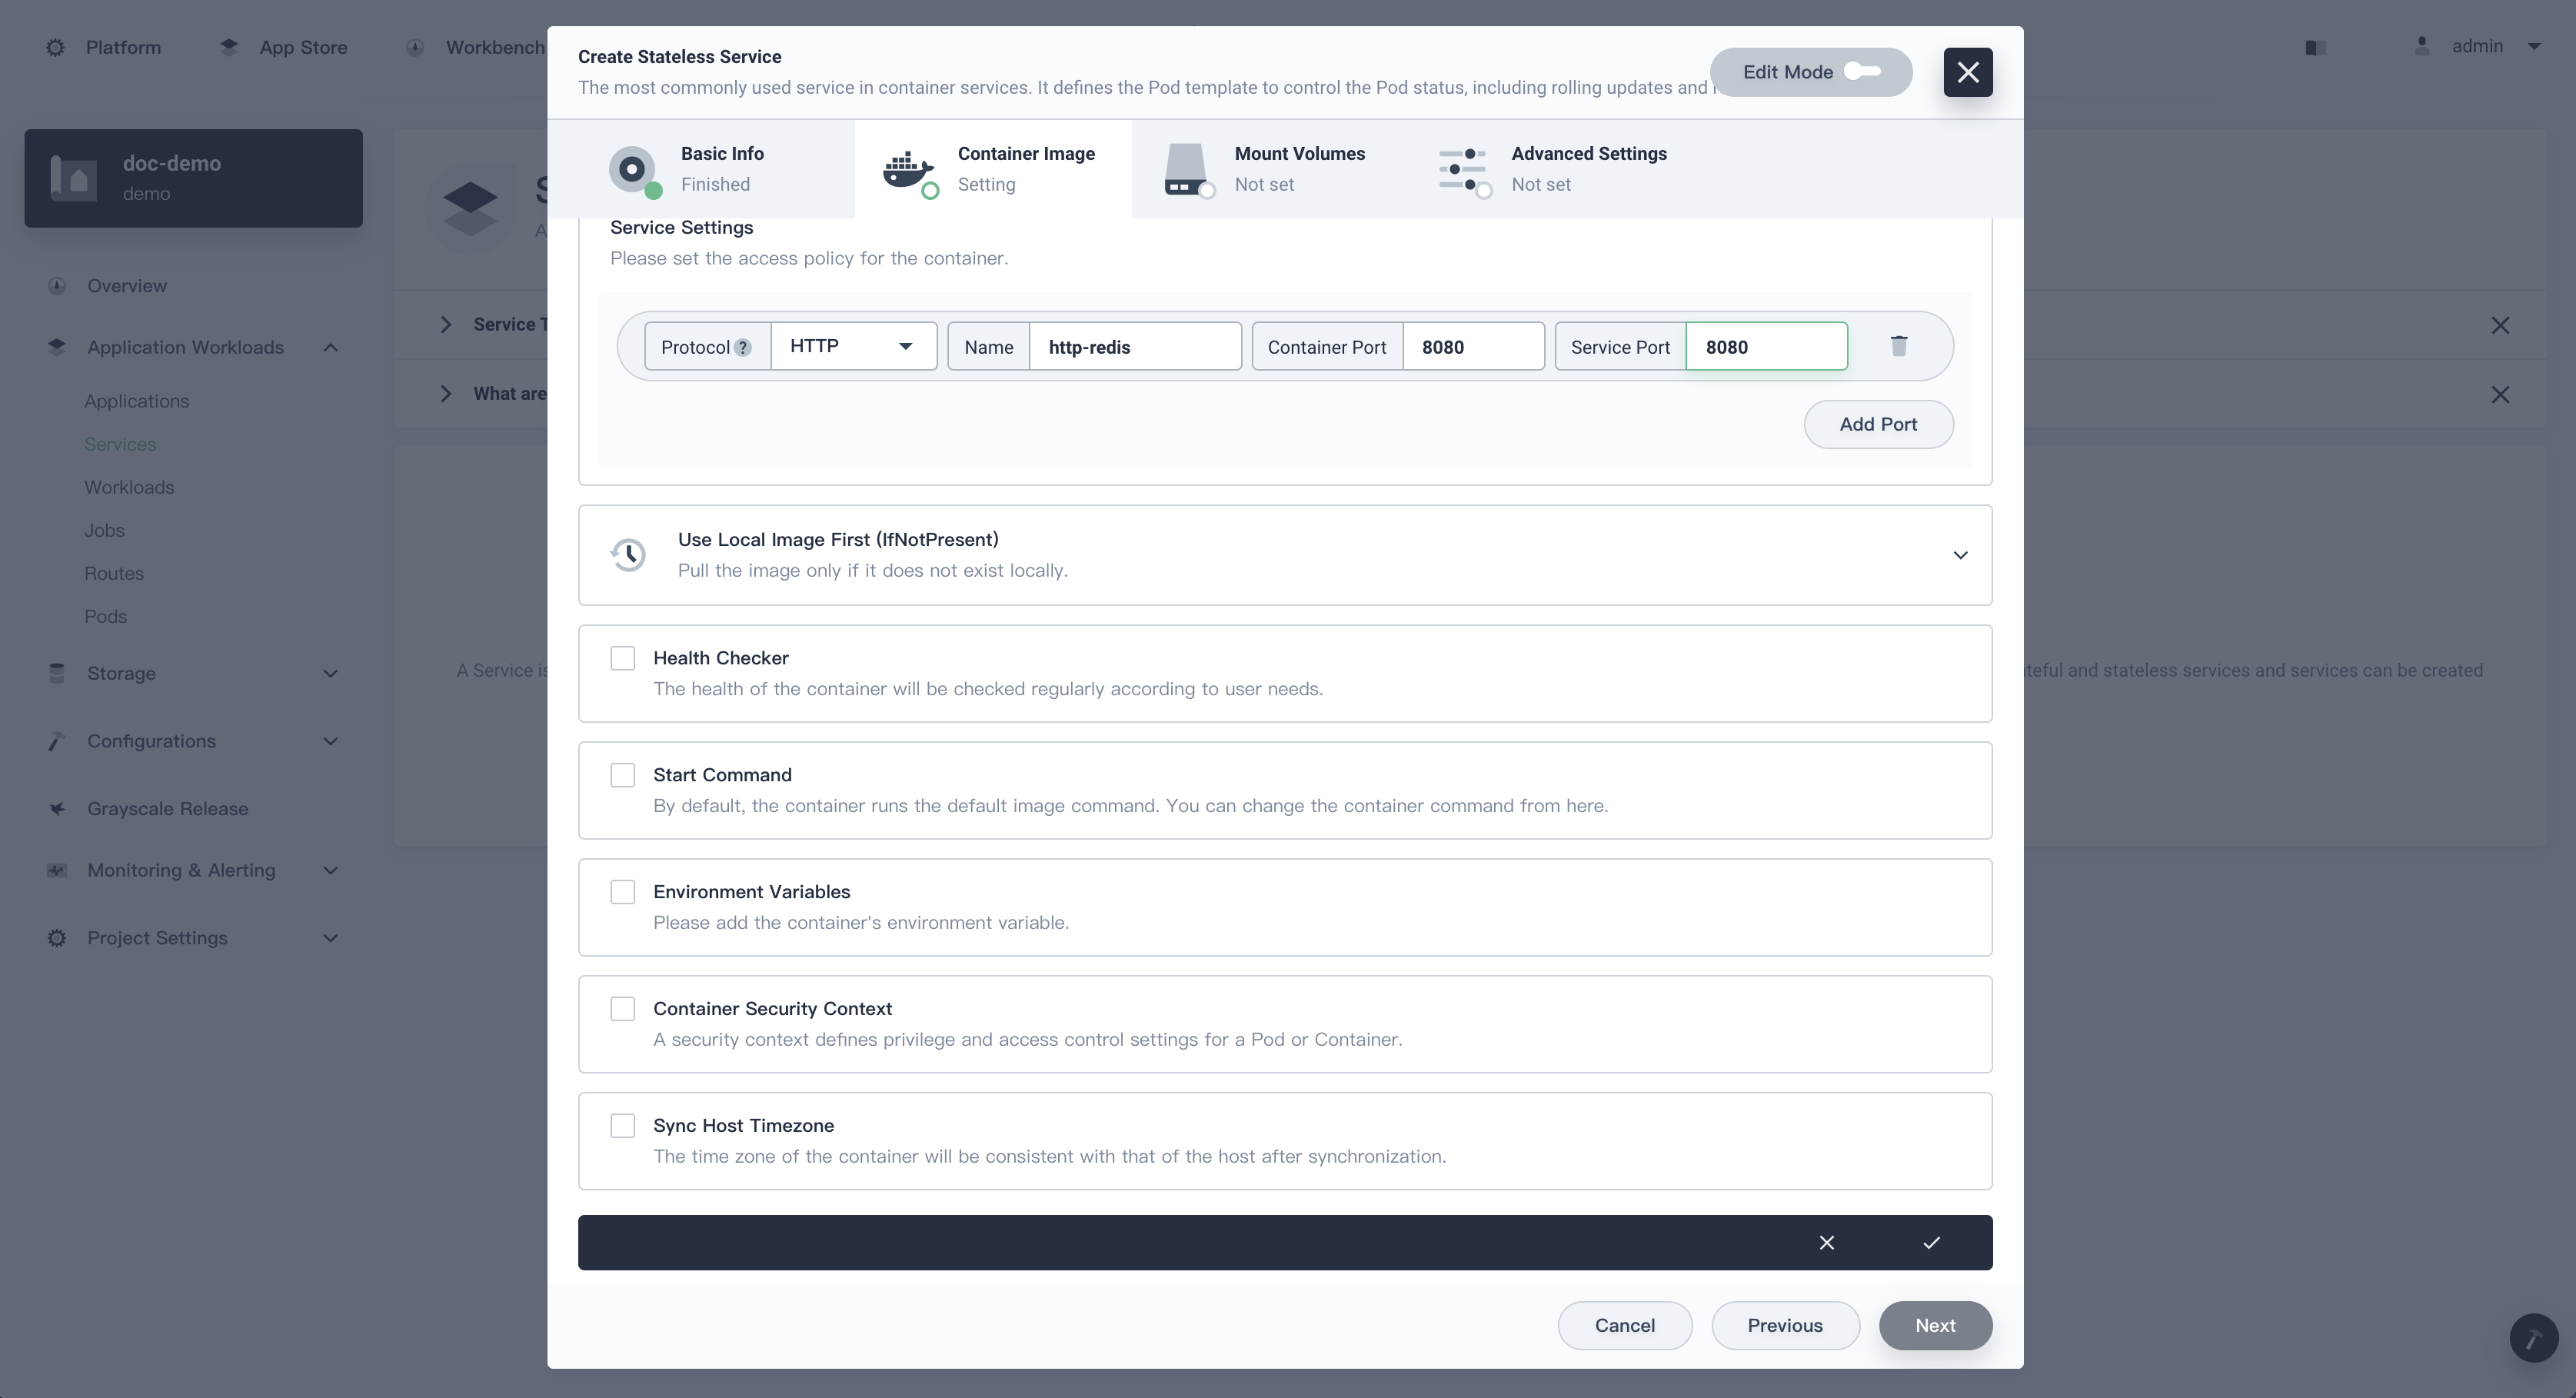 Platform
App Store
Workbench
admin
doc-demo
demo
Overview
Application Workloads
Applications
Services
Workloads
Jobs
Routes
Pods
Storage
Configurations
Grayscale Release
Monitoring & Alerting
Project Settings
S
A
Service T
What are
A Service is
teful and stateless services and services can be created
Create Stateless Service
The most commonly used service in container services. It defines the Pod template to control the Pod status, including rolling updates and
Edit Mode
Basic Info
Finished
Container Image
Setting
Mount Volumes
Not set
Advanced Settings
Not set
Service Settings
Please set the access policy for the container.
Protocol ? HTTP Name http-redis Container Port 8080 Service Port 8080
Add Port
Use Local Image First (IfNotPresent)
Pull the image only if it does not exist locally.
Health Checker
The health of the container will be checked regularly according to user needs.
Start Command
By default, the container runs the default image command. You can change the container command from here.
Environment Variables
Please add the container's environment variable.
Container Security Context
A security context defines privilege and access control settings for a Pod or Container.
Sync Host Timezone
The time zone of the container will be consistent with that of the host after synchronization.
Cancel
Previous
Next